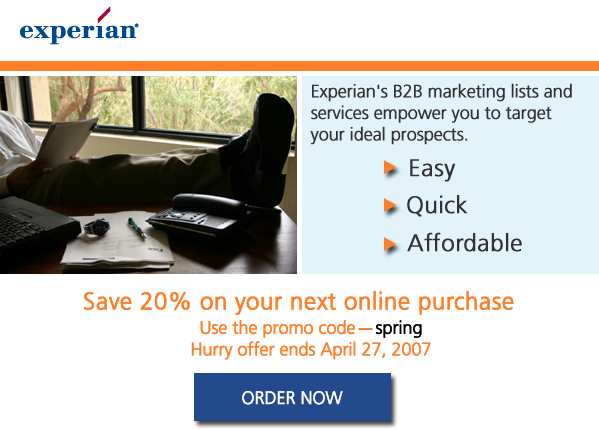 experian
Experian's B2B marketing lists and
services empower you to target
your ideal prospects.
Easy
Quick
Affordable
Save 20% on your next online purchase
Use the promo code—spring
Hurry offer ends April 27, 2007
ORDER NOW